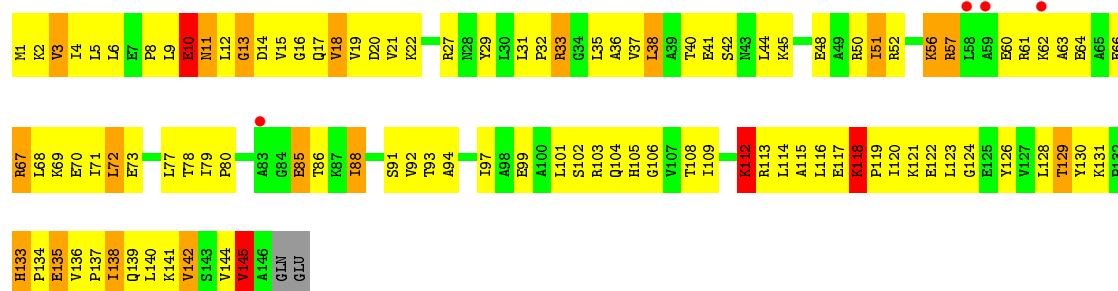 M1 K2 V3 I4 L5 L6 E7 P8 L9 E10 N11 L12 G13 D14 V15 G16 Q17 V18 V19 D20 V21 K22 R27 N28 Y29 L30 L31 P32 R33 G34 L35 A36 V37 L38 A39 T40 E41 S42 N43 L44 K45 E48 A49 R50 I51 R52 K56 R57 L58 A59 E60 R61 K62 A63 E64 A65
R67 L68 K69 E70 I71 L72 E73 L77 T78 I79 P80 A83 G84 E85 T86 K87 I88 S91 V92 T93 A94 I97 A98 E99 A100 L101 S102 R103 Q104 H105 G106 V107 T108 I109 K112 R113 L114 A115 L116 E117 K118 P119 I120 K121 E122 L123 G124 E125 Y126 V127 L128 T129 Y130 K131 P132
H133 P134 E135 V136 P137 I138 Q139 L140 K141 V142 S143 V144 V145 A146 GLN GLU